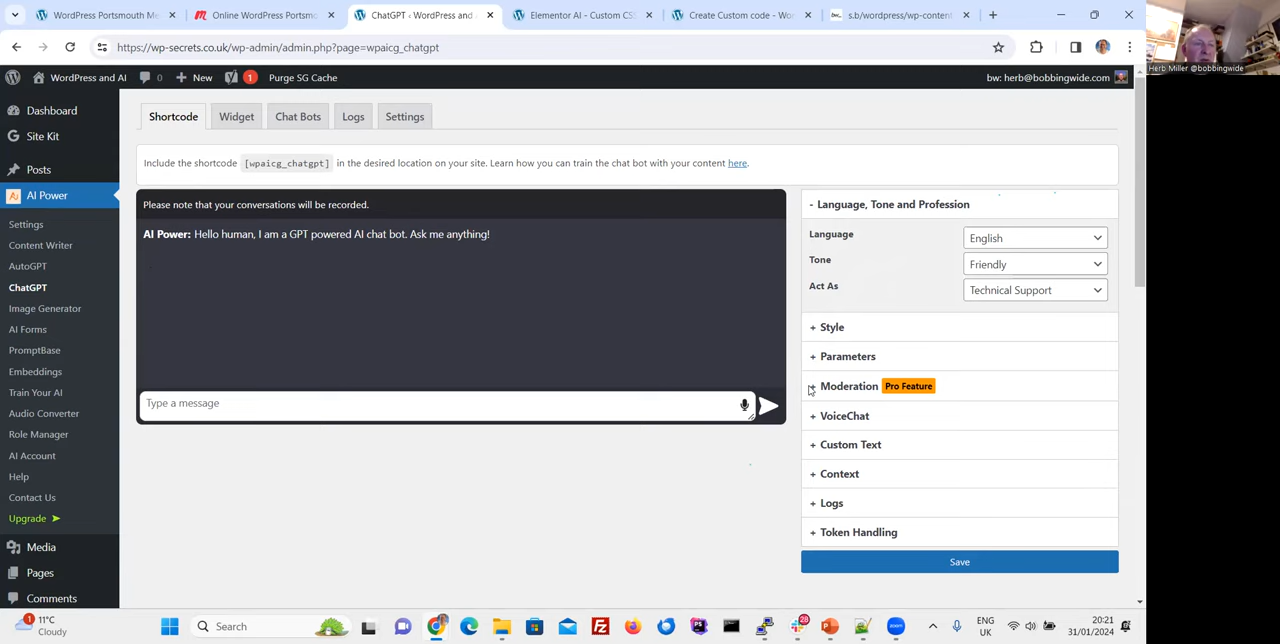 WordPress Portsmouth Me
Online WordPress Portsmo
ChatGPT ‹ WordPress and
Elementor AI - Custom CS
Create Custom code - Wor
s.b/wordpress/wp-content
https://wp-secrets.co.uk/wp-admin/admin.php?page=wpaicg_chatgpt
Herb Miller @bobbingwide
WordPress and AI
0
New
1
Purge SG Cache
bw: herb@bobbingwide.com
Dashboard
Site Kit
Posts
AI Power
Settings
Content Writer
AutoGPT
ChatGPT
Image Generator
AI Forms
PromptBase
Embeddings
Train Your AI
Audio Converter
Role Manager
AI Account
Help
Contact Us
Upgrade ➤
Media
Pages
Comments
Shortcode
Widget
Chat Bots
Logs
Settings
Include the shortcode [wpaicg_chatgpt] in the desired location on your site. Learn how you can train the chat bot with your content here.
Please note that your conversations will be recorded.
AI Power: Hello human, I am a GPT powered AI chat bot. Ask me anything!
Type a message
- Language, Tone and Profession
Language
English
Tone
Friendly
Act As
Technical Support
+ Style
+ Parameters
+ Moderation Pro Feature
+ VoiceChat
+ Custom Text
+ Context
+ Logs
+ Token Handling
Save
1
11°C
Cloudy
Search
PS
28
ENG
UK
20:21
31/01/2024